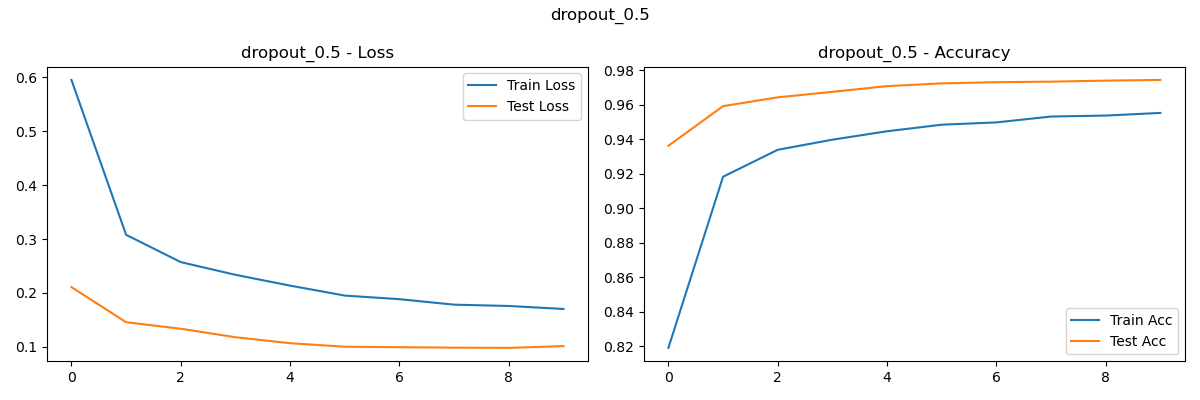 dropout_0.5
dropout_0.5 - Loss
0.6
0.5
0.4
0.3
0.2
0.1
0 2 4 6 8
Train Loss
Test Loss
dropout_0.5 - Accuracy
0.98
0.96
0.94
0.92
0.90
0.88
0.86
0.84
0.82
0 2 4 6 8
Train Acc
Test Acc